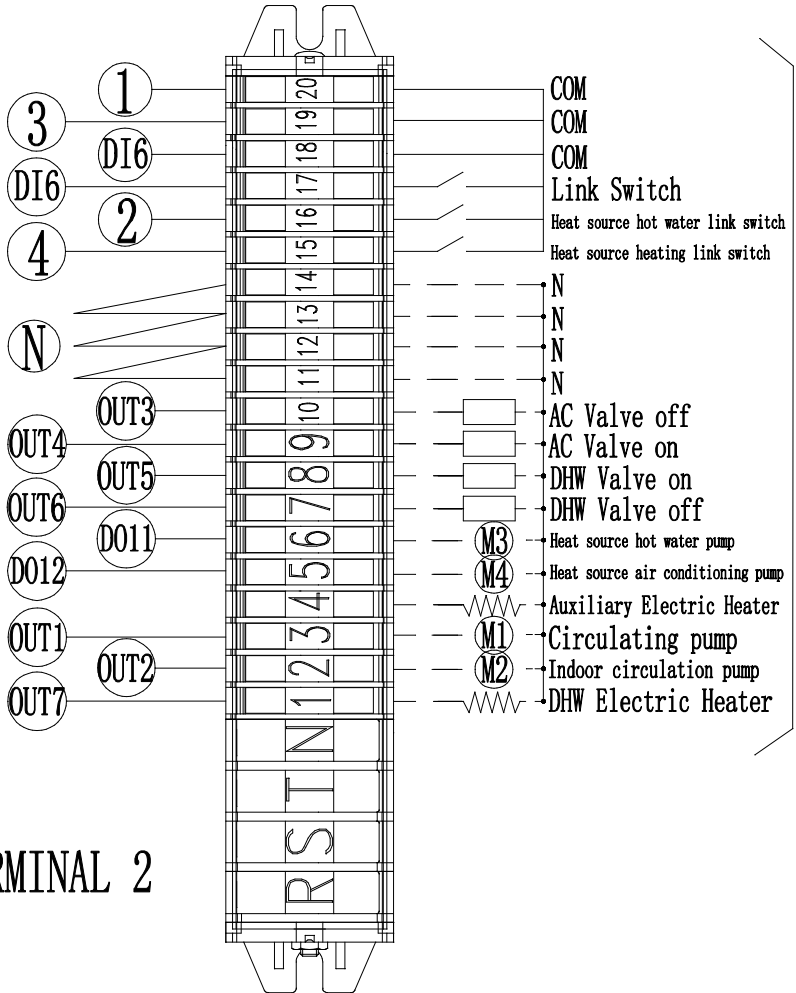 1 20 COM
3 19 COM
DI6 18 COM
DI6 17 Link Switch
2 16 Heat source hot water link switch
4 15 Heat source heating link switch
14 N
13 N
N 12 N
11 N
OUT3 10 AC Valve off
OUT4 9 AC Valve on
OUT5 8 DHW Valve on
OUT6 7 DHW Valve off
DO11 6 M3 Heat source hot water pump
DO12 5 M4 Heat source air conditioning pump
4 Auxiliary Electric Heater
OUT1 3 M1 Circulating pump
OUT2 2 M2 Indoor circulation pump
OUT7 1 DHW Electric Heater
N
T
S
RMINAL 2
R